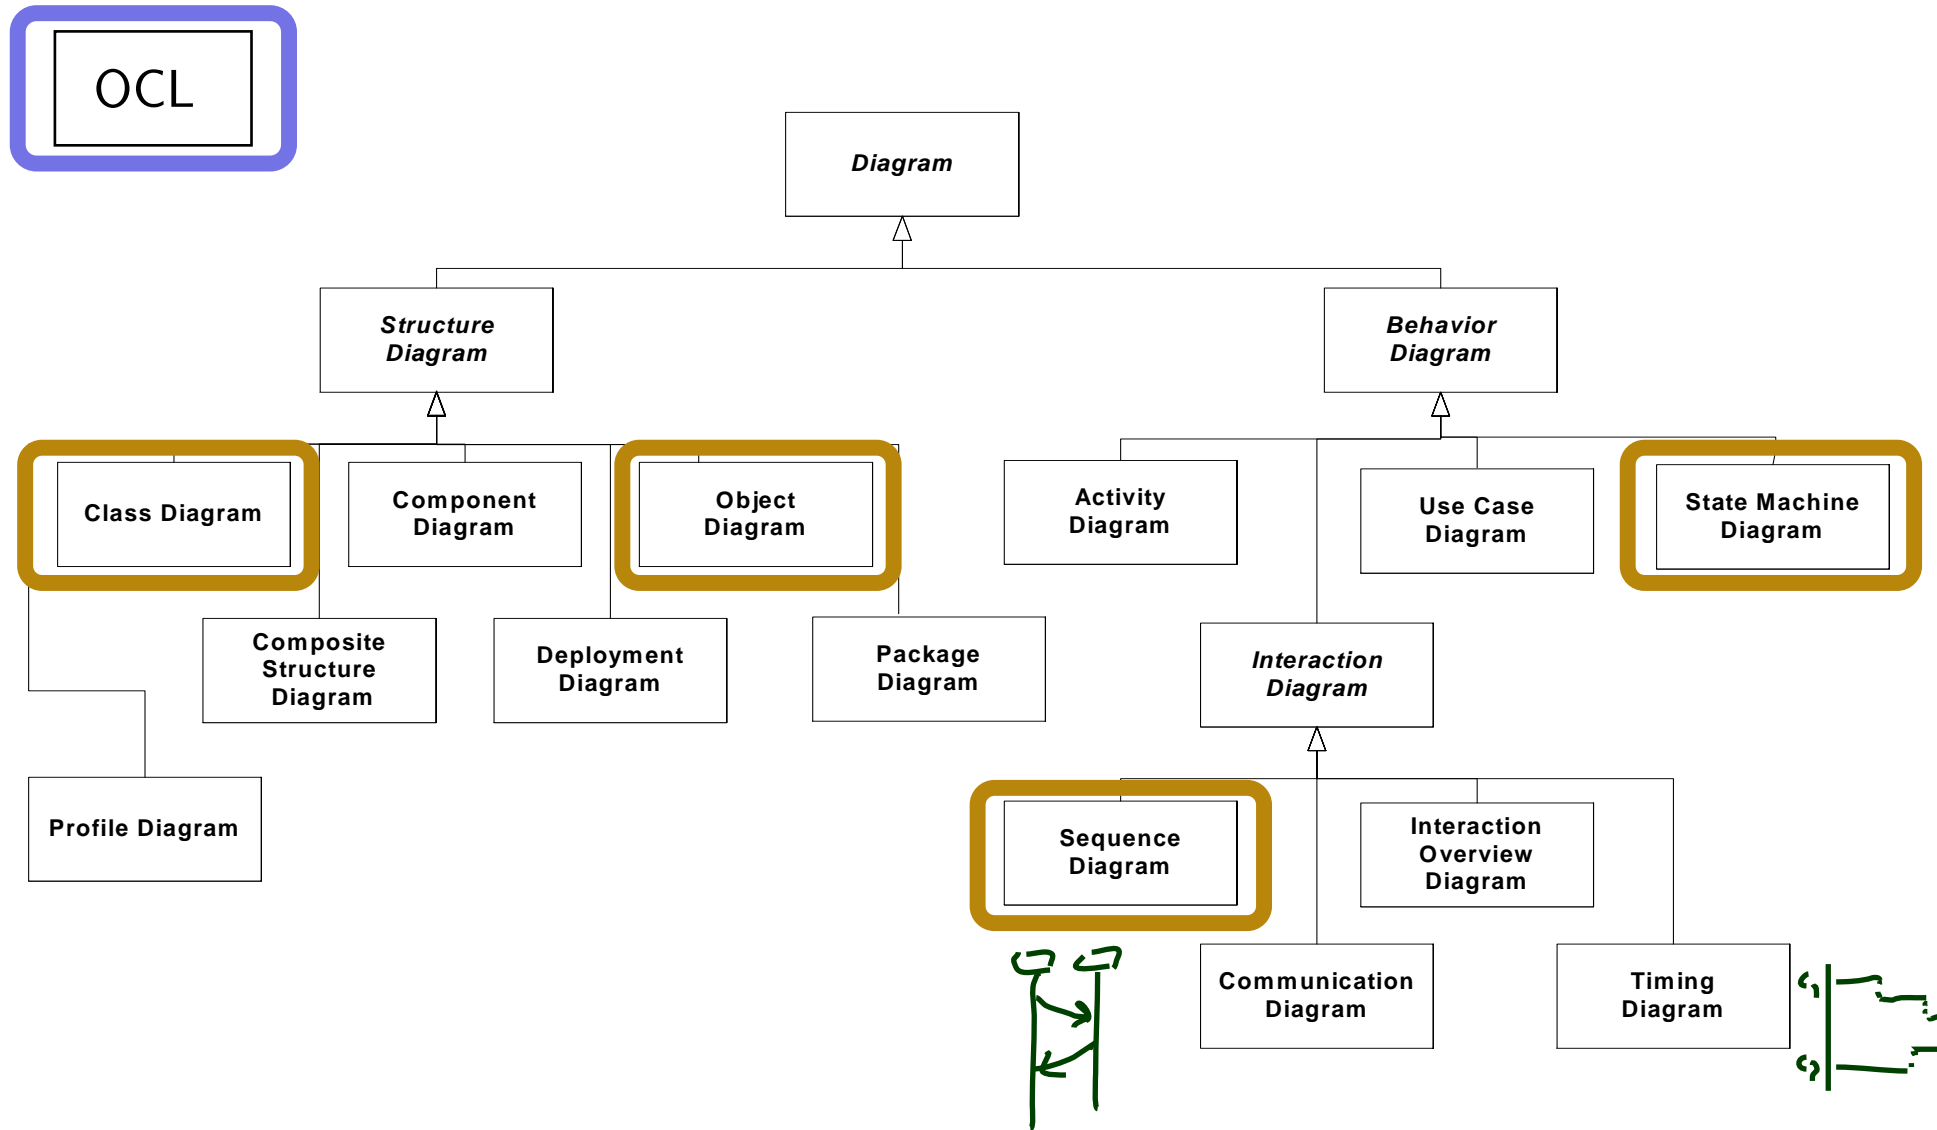 OCL
Diagram
Structure
Diagram
Behavior
Diagram
Class Diagram
Component
Diagram
Object
Diagram
Activity
Diagram
Use Case
Diagram
State Machine
Diagram
Composite
Structure
Diagram
Deployment
Diagram
Package
Diagram
Interaction
Diagram
Profile Diagram
Sequence
Diagram
Interaction
Overview
Diagram
Communication
Diagram
Timing
Diagram